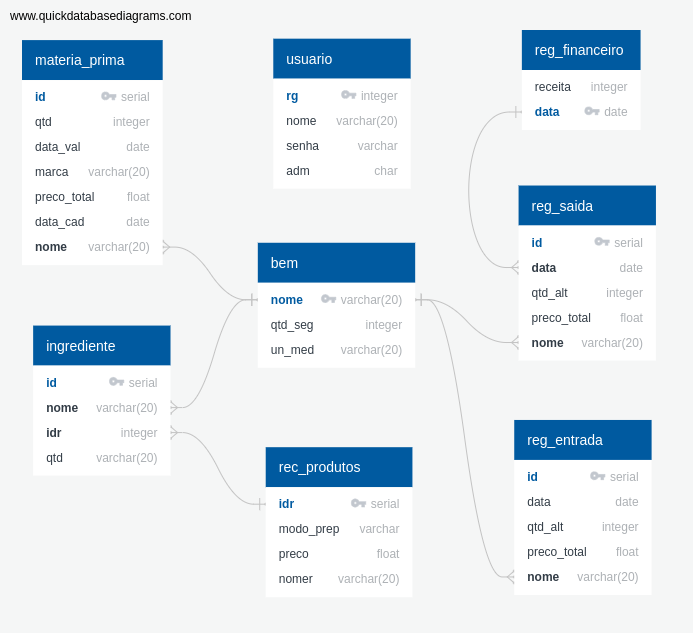 www.quickdatabasediagrams.com
materia_prima
id serial
qtd integer
data_val date
marca varchar(20)
preco_total float
data_cad date
nome varchar(20)
usuario
rg integer
nome varchar(20)
senha varchar
adm char
reg_financeiro
receita integer
data date
reg_saida
id serial
data date
qtd_alt integer
preco_total float
nome varchar(20)
bem
nome varchar(20)
qtd_seg integer
un_med varchar(20)
ingrediente
id serial
nome varchar(20)
idr integer
qtd varchar(20)
rec_produtos
idr serial
modo_prep varchar
preco float
nomer varchar(20)
reg_entrada
id serial
data date
qtd_alt integer
preco_total float
nome varchar(20)